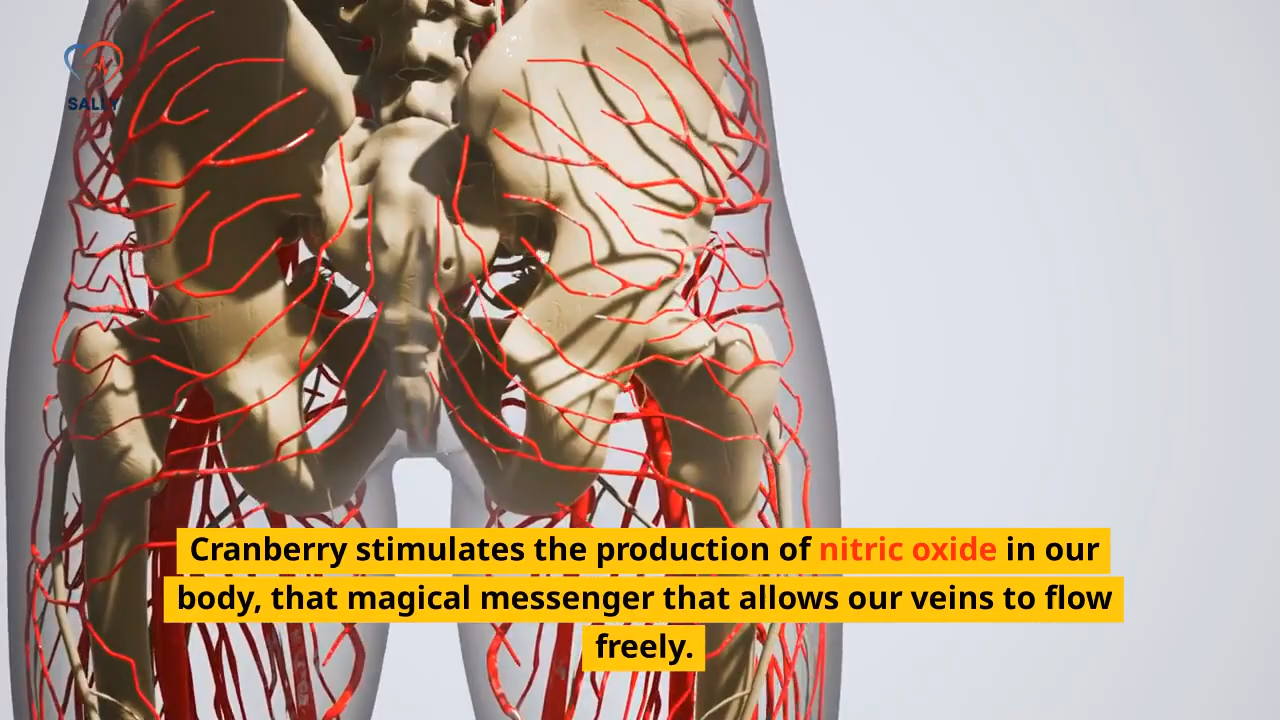 SALLY
Cranberry stimulates the production of nitric oxide in our
body, that magical messenger that allows our veins to flow
freely.